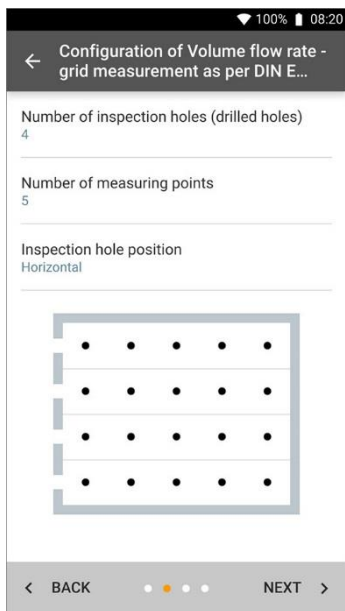 100% 08:20
Configuration of Volume flow rate -
grid measurement as per DIN E...
Number of inspection holes (drilled holes)
4
Number of measuring points
5
Inspection hole position
Horizontal
BACK NEXT